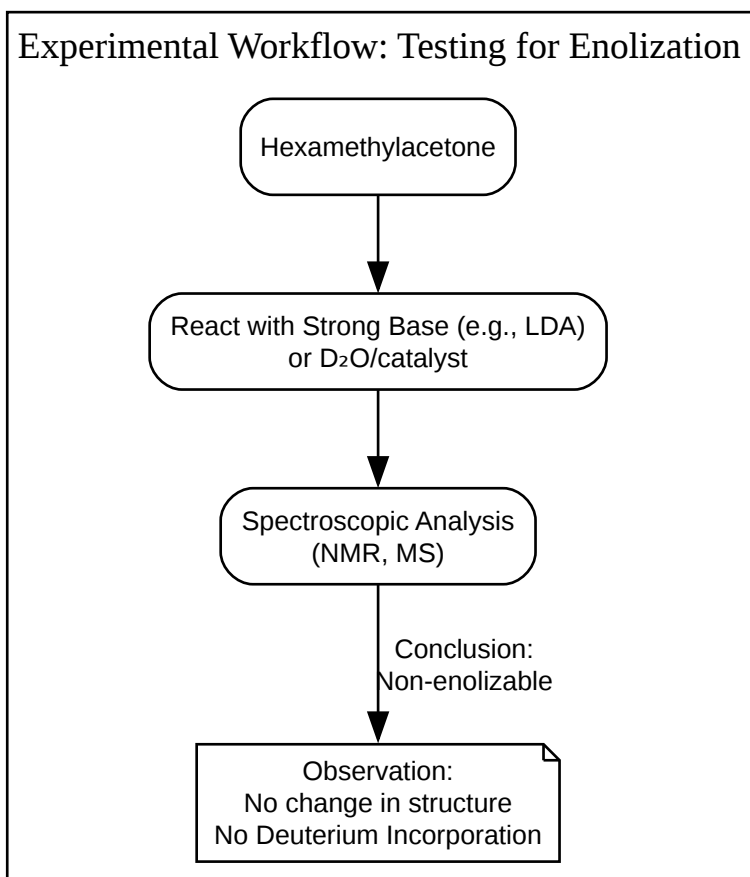 Experimental Workflow: Testing for Enolization
Hexamethylacetone
React with Strong Base (e.g., LDA)
or D₂O/catalyst
Spectroscopic Analysis
(NMR, MS)
Conclusion:
Non-enolizable
Observation:
No change in structure
No Deuterium Incorporation